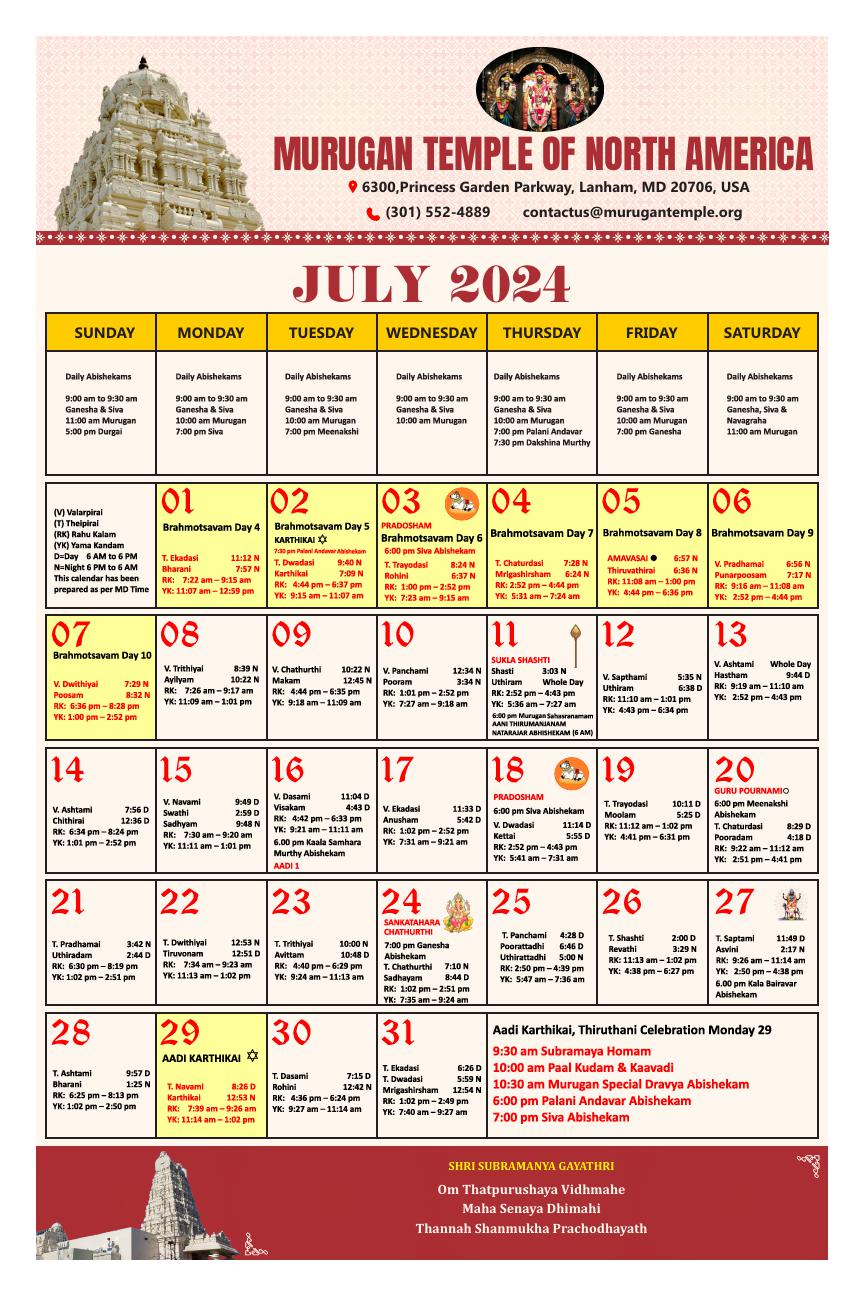 MURUGAN TEMPLE OF NORTH AMERICA
6300,Princess Garden Parkway, Lanham, MD 20706, USA
(301) 552-4889 contactus@murugantemple.org
JULY 2024
SUNDAY MONDAY TUESDAY WEDNESDAY THURSDAY FRIDAY SATURDAY
Daily Abishekams
9:00 am to 9:30 am
Ganesha & Siva
11:00 am Murugan
5:00 pm Durgai
Daily Abishekams
9:00 am to 9:30 am
Ganesha & Siva
10:00 am Murugan
7:00 pm Siva
Daily Abishekams
9:00 am to 9:30 am
Ganesha & Siva
10:00 am Murugan
7:00 pm Meenakshi
Daily Abishekams
9:00 am to 9:30 am
Ganesha & Siva
10:00 am Murugan
Daily Abishekams
9:00 am to 9:30 am
Ganesha & Siva
10:00 am Murugan
7:00 pm Palani Andavar
7:30 pm Dakshina Murthy
Daily Abishekams
9:00 am to 9:30 am
Ganesha & Siva
10:00 am Murugan
7:00 pm Ganesha
Daily Abishekams
9:00 am to 9:30 am
Ganesha, Siva, &
Navagraha
11:00 am Murugan
(V) Valarpirai
(T) Theipirai
(RK) Rahu Kalam
(YK) Yama Kandam
D=Day 6 AM to 6 PM
N=Night 6 PM to 6 AM
This calendar has been
prepared as per MD Time
01
Brahmotsavam Day 4
T. Ekadasi 11:12 N
Bharani 7:57 N
RK: 7:22 am – 9:15 am
YK: 11:07 am – 12:59 pm
02
Brahmotsavam Day 5
KARTHIKAI ✡
7:30 pm Palani Andavar Abishekam
T. Dwadasi 9:40 N
Karthikai 7:09 N
RK: 4:44 pm – 6:37 pm
YK: 9:15 am – 11:07 am
03
PRADOSHAM
Brahmotsavam Day 6
6:00 pm Siva Abishekam
T. Trayodasi 8:24 N
Rohini 6:37 N
RK: 1:00 pm – 2:52 pm
YK: 7:23 am – 9:15 am
04
Brahmotsavam Day 7
T. Chaturdasi 7:28 N
Mrigashirsham 6:24 N
RK: 2:52 pm – 4:44 pm
YK: 5:31 am – 7:24 am
05
Brahmotsavam Day 8
AMAVASAI ● 6:57 N
Thiruvathirai 6:36 N
RK: 11:08 am – 1:00 pm
YK: 4:44 pm – 6:36 pm
06
Brahmotsavam Day 9
V. Pradhamai 6:56 N
Punarpoosam 7:17 N
RK: 9:16 am – 11:08 am
YK: 2:52 pm – 4:44 pm
07
Brahmotsavam Day 10
V. Dwithiyai 7:29 N
Poosam 8:32 N
RK: 6:36 pm – 8:28 pm
YK: 1:00 pm – 2:52 pm
08
V. Trithiyai 8:39 N
Ayilyam 10:22 N
RK: 7:26 am – 9:17 am
YK: 11:09 am – 1:01 pm
09
V. Chathurthi 10:22 N
Makam 12:45 N
RK: 4:44 pm – 6:35 pm
YK: 9:18 am – 11:09 am
10
V. Panchami 12:34 N
Pooram 3:34 N
RK: 1:01 pm – 2:52 pm
YK: 7:27 am – 9:18 am
11
SUKLA SHASHTI
Shasti 3:03 N
Uthiram Whole Day
RK: 2:52 pm – 4:43 pm
YK: 5:36 am – 7:27 am
6:00 pm Murugan Sahasranamam
AANI THIRUMANJANAM
NATARAJAR ABHISHEKAM (6 AM)
12
V. Sapthami 5:35 N
Uthiram 6:38 D
RK: 11:10 am – 1:01 pm
YK: 4:43 pm – 6:34 pm
13
V. Ashtami Whole Day
Hastham 9:44 D
RK: 9:19 am – 11:10 am
YK: 2:52 pm – 4:43 pm
14
V. Ashtami 7:56 D
Chithirai 12:36 D
RK: 6:34 pm – 8:24 pm
YK: 1:01 pm – 2:52 pm
15
V. Navami 9:49 D
Swathi 2:59 D
Sadhyam 9:48 N
RK: 7:30 am – 9:20 am
YK: 11:11 am – 1:01 pm
16
V. Dasami 11:04 D
Visakam 4:43 D
RK: 4:42 pm – 6:33 pm
YK: 9:21 am – 11:11 am
6.00 pm Kaala Samhara
Murthy Abishekam
AADI 1
17
V. Ekadasi 11:33 D
Anusham 5:42 D
RK: 1:02 pm – 2:52 pm
YK: 7:31 am – 9:21 am
18
PRADOSHAM
6:00 pm Siva Abishekam
V. Dwadasi 11:14 D
Kettai 5:55 D
RK: 2:52 pm – 4:43 pm
YK: 5:41 am – 7:31 am
19
T. Trayodasi 10:11 D
Moolam 5:25 D
RK: 11:12 am – 1:02 pm
YK: 4:41 pm – 6:31 pm
20
GURU POURNAMI○
6:00 pm Meenakshi
Abishekam
T. Chaturdasi 8:29 D
Pooradam 4:18 D
RK: 9:22 am – 11:12 am
YK: 2:51 pm – 4:41 pm
21
T. Pradhamai 3:42 N
Uthiradam 2:44 D
RK: 6:30 pm – 8:19 pm
YK: 1:02 pm – 2:51 pm
22
T. Dwithiyai 12:53 N
Tiruvonam 12:51 D
RK: 7:34 am – 9:23 am
YK: 11:13 am – 1:02 pm
23
T. Trithiyai 10:00 N
Avittam 10:48 D
RK: 4:40 pm – 6:29 pm
YK: 9:24 am – 11:13 am
24
SANKATAHARA
CHATHURTHI
7:00 pm Ganesha
Abishekam
T. Chathurthi 7:10 N
Sadhayam 8:44 D
RK: 1:02 pm – 2:51 pm
YK: 7:35 am – 9:24 am
25
T. Panchami 4:28 D
Poorattadhi 6:46 D
Uthirattadhi 5:00 N
RK: 2:50 pm – 4:39 pm
YK: 5:47 am – 7:36 am
26
T. Shashti 2:00 D
Revathi 3:29 N
RK: 11:13 am – 1:02 pm
YK: 4:38 pm – 6:27 pm
27
T. Saptami 11:49 D
Asvini 2:17 N
RK: 9:26 am – 11:14 am
YK: 2:50 pm – 4:38 pm
6.00 pm Kala Bairavar
Abishekam
28
T. Ashtami 9:57 D
Bharani 1:25 N
RK: 6:25 pm – 8:13 pm
YK: 1:02 pm – 2:50 pm
29
AADI KARTHIKAI ✡
T. Navami 8:26 D
Karthikai 12:53 N
RK: 7:39 am – 9:26 am
YK: 11:14 am – 1:02 pm
30
T. Dasami 7:15 D
Rohini 12:42 N
RK: 4:36 pm – 6:24 pm
YK: 9:27 am – 11:14 am
31
T. Ekadasi 6:26 D
T. Dwadasi 5:59 N
Mrigashirsham 12:54 N
RK: 1:02 pm – 2:49 pm
YK: 7:40 am – 9:27 am
Aadi Karthikai, Thiruthani Celebration Monday 29
9:30 am Subramaya Homam
10:00 am Paal Kudam & Kaavadi
10:30 am Murugan Special Dravya Abishekam
6:00 pm Palani Andavar Abishekam
7:00 pm Siva Abishekam
SHRI SUBRAMANYA GAYATHRI
Om Thatpurushaya Vidhmahe
Maha Senaya Dhimahi
Thannah Shanmukha Prachodhayath